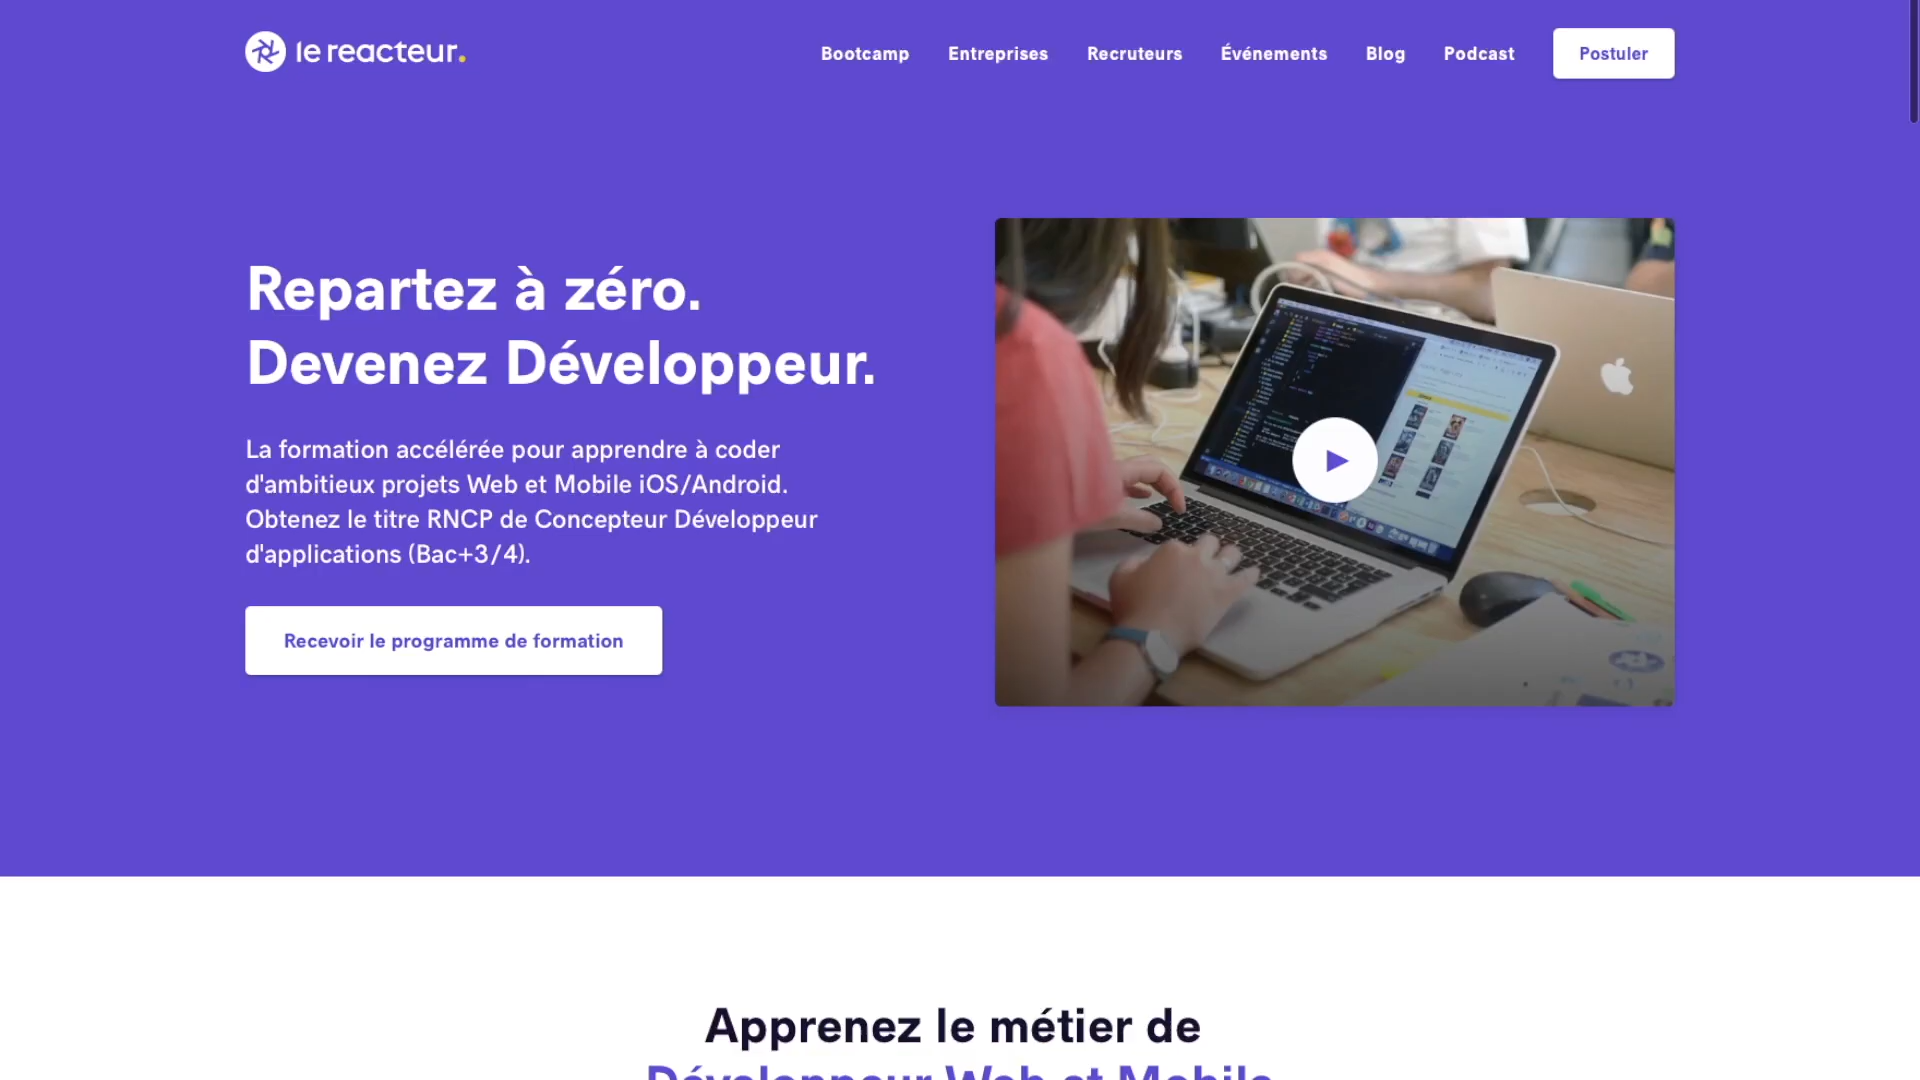 le reacteur.
Bootcamp Entreprises Recruteurs Événements Blog Podcast Postuler
Repartez à zéro.
Devenez Développeur.
La formation accélérée pour apprendre à coder
d'ambitieux projets Web et Mobile iOS/Android.
Obtenez le titre RNCP de Concepteur Développeur
d'applications (Bac+3/4).
Recevoir le programme de formation
Apprenez le métier de
Développeur Web et Mobile